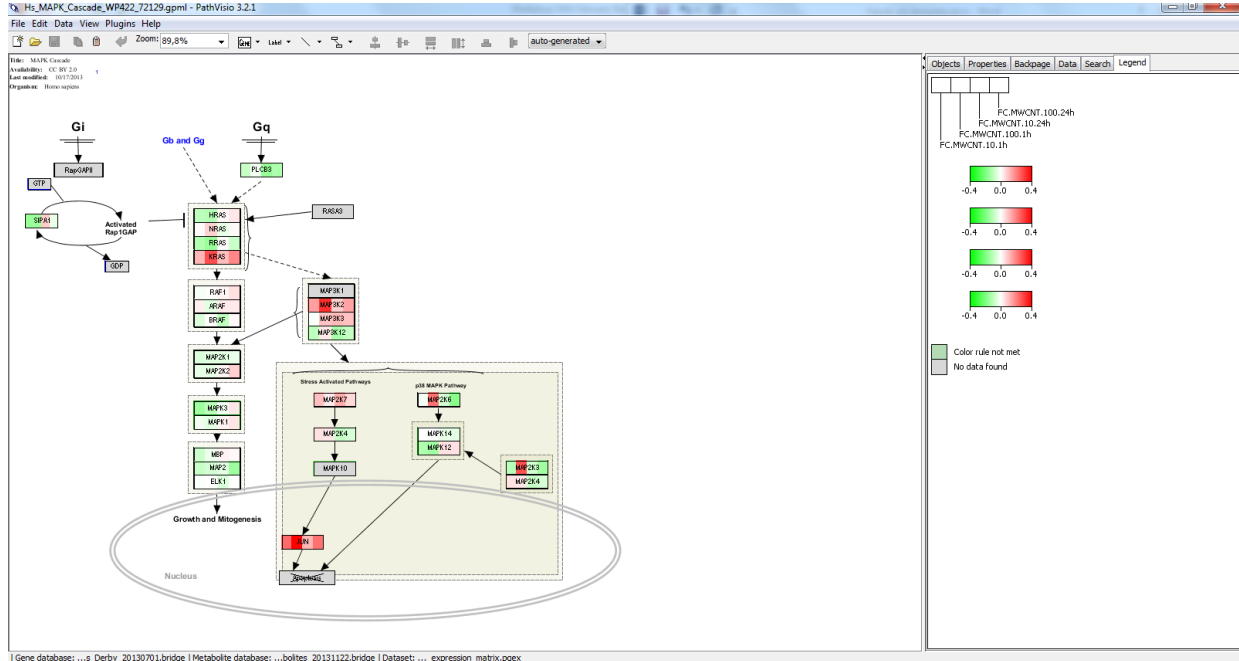 Hs_MAPK_Cascade_WP422_72129.gpml - PathVisio 3.2.1
File Edit Data View Plugins Help
Zoom: 89,8%
Label
auto-generated
Title: MAPK Cascade
Availability: CC BY 2.0
Last modified: 10/17/2013
Organism: Homo sapiens
1
Gi
Gb and Gg
Gq
RapGAPII
PLCB3
GTP
SIPA1
Activated
Rap1GAP
GDP
HRAS
NRAS
RRAS
KRAS
RASA3
RAF1
ARAF
BRAF
MAP3K1
MAP3K2
MAP3K3
MAP3K12
MAP2K1
MAP2K2
MAPK3
MAPK1
MBP
MAP2
ELK1
Growth and Mitogenesis
Stress Activated Pathways
p38 MAPK Pathway
MAP2K7
MAP2K6
MAP2K4
MAPK14
MAPK12
MAPK10
MAP2K3
MAP2K4
JUN
Apoptosis
Nucleus
Objects Properties Backpage Data Search Legend
FC.MWCNT.100.24h
FC.MWCNT.10.24h
FC.MWCNT.100.1h
FC.MWCNT.10.1h
-0.4 0.0 0.4
-0.4 0.0 0.4
-0.4 0.0 0.4
-0.4 0.0 0.4
Color rule not met
No data found
| Gene database: ...s_Derby_20130701.bridge | Metabolite database: ...bolites_20131122.bridge | Dataset: ... expression_matrix.pgex